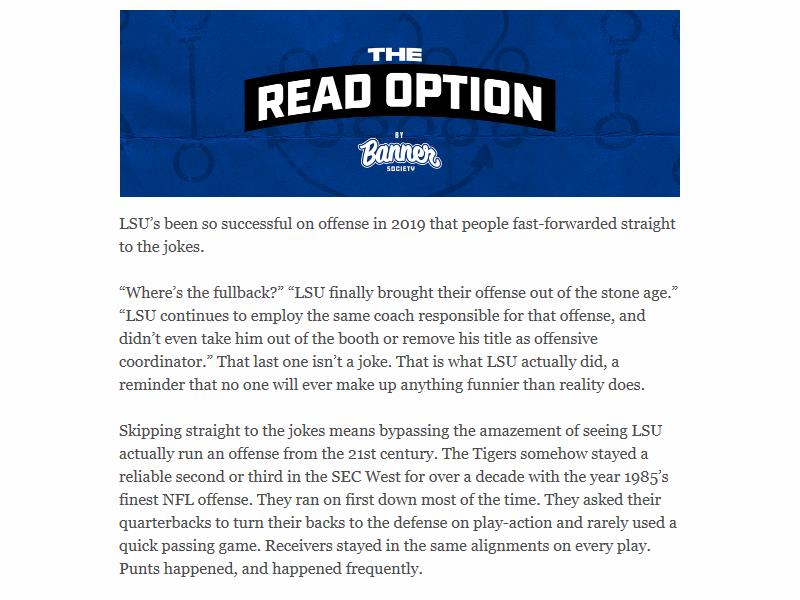 THE
READ OPTION
BY
Banner
SOCIETY
LSU’s been so successful on offense in 2019 that people fast-forwarded straight
to the jokes.
“Where’s the fullback?” “LSU finally brought their offense out of the stone age.”
“LSU continues to employ the same coach responsible for that offense, and
didn’t even take him out of the booth or remove his title as offensive
coordinator.” That last one isn’t a joke. That is what LSU actually did, a
reminder that no one will ever make up anything funnier than reality does.
Skipping straight to the jokes means bypassing the amazement of seeing LSU
actually run an offense from the 21st century. The Tigers somehow stayed a
reliable second or third in the SEC West for over a decade with the year 1985’s
finest NFL offense. They ran on first down most of the time. They asked their
quarterbacks to turn their backs to the defense on play-action and rarely used a
quick passing game. Receivers stayed in the same alignments on every play.
Punts happened, and happened frequently.